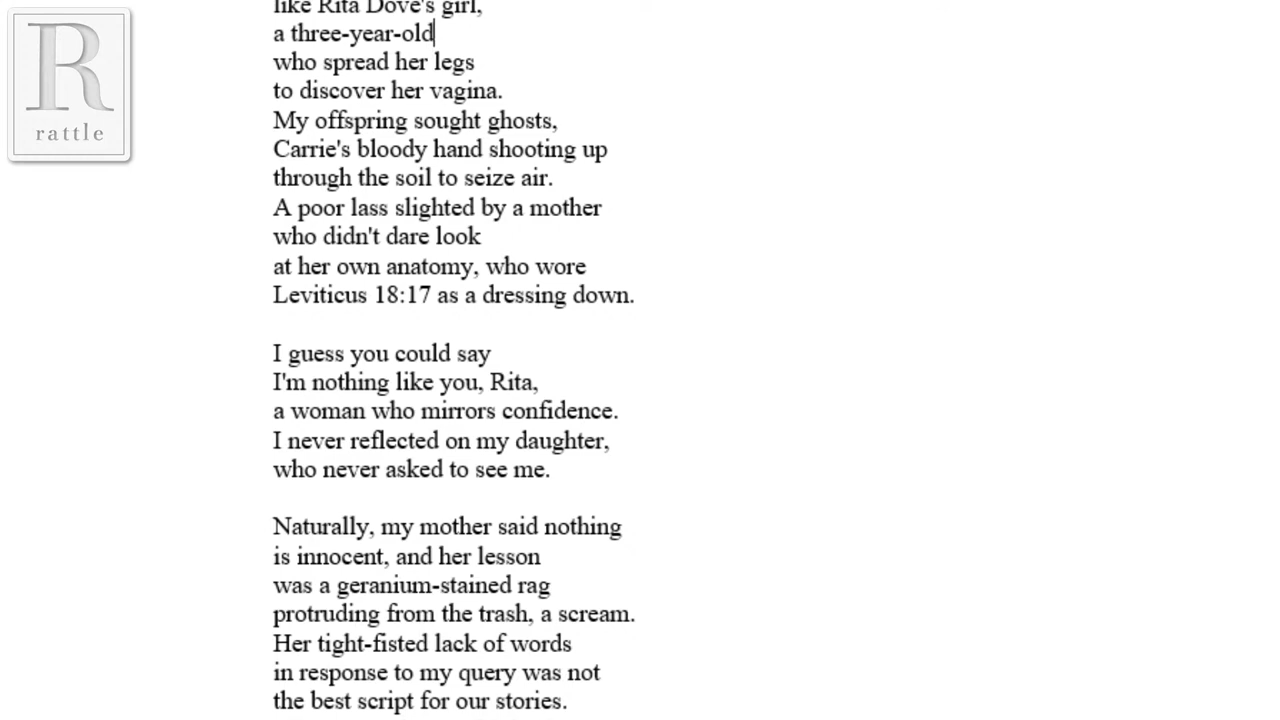 R
rattle
like Rita Dove's girl,
a three-year-old
who spread her legs
to discover her vagina.
My offspring sought ghosts,
Carrie's bloody hand shooting up
through the soil to seize air.
A poor lass slighted by a mother
who didn't dare look
at her own anatomy, who wore
Leviticus 18:17 as a dressing down.
I guess you could say
I'm nothing like you, Rita,
a woman who mirrors confidence.
I never reflected on my daughter,
who never asked to see me.
Naturally, my mother said nothing
is innocent, and her lesson
was a geranium-stained rag
protruding from the trash, a scream.
Her tight-fisted lack of words
in response to my query was not
the best script for our stories.